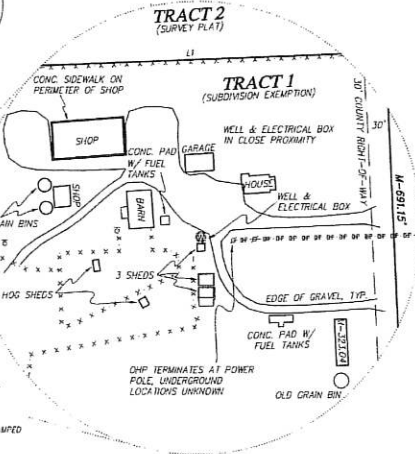 TRACT 2
(SURVEY PLAT)
L1
CONC. SIDEWALK ON
PERIMETER OF SHOP
TRACT 1
(SUBDIVISION EXEMPTION)
30' COUNTY RIGHT-OF-WAY
30'
M-691.15
SHOP
CONC. PAD
W/ FUEL
TANKS
GARAGE
WELL & ELECTRICAL BOX
IN CLOSE PROXIMITY
HOUSE
WELL &
ELECTRICAL BOX
SHOP
AIN BINS
BARN
HOG SHEDS
3 SHEDS
EDGE OF GRAVEL, TYP.
CONC. PAD W/
FUEL TANKS
OHP TERMINATES AT POWER
POLE, UNDERGROUND
LOCATIONS UNKNOWN
OLD GRAIN BIN